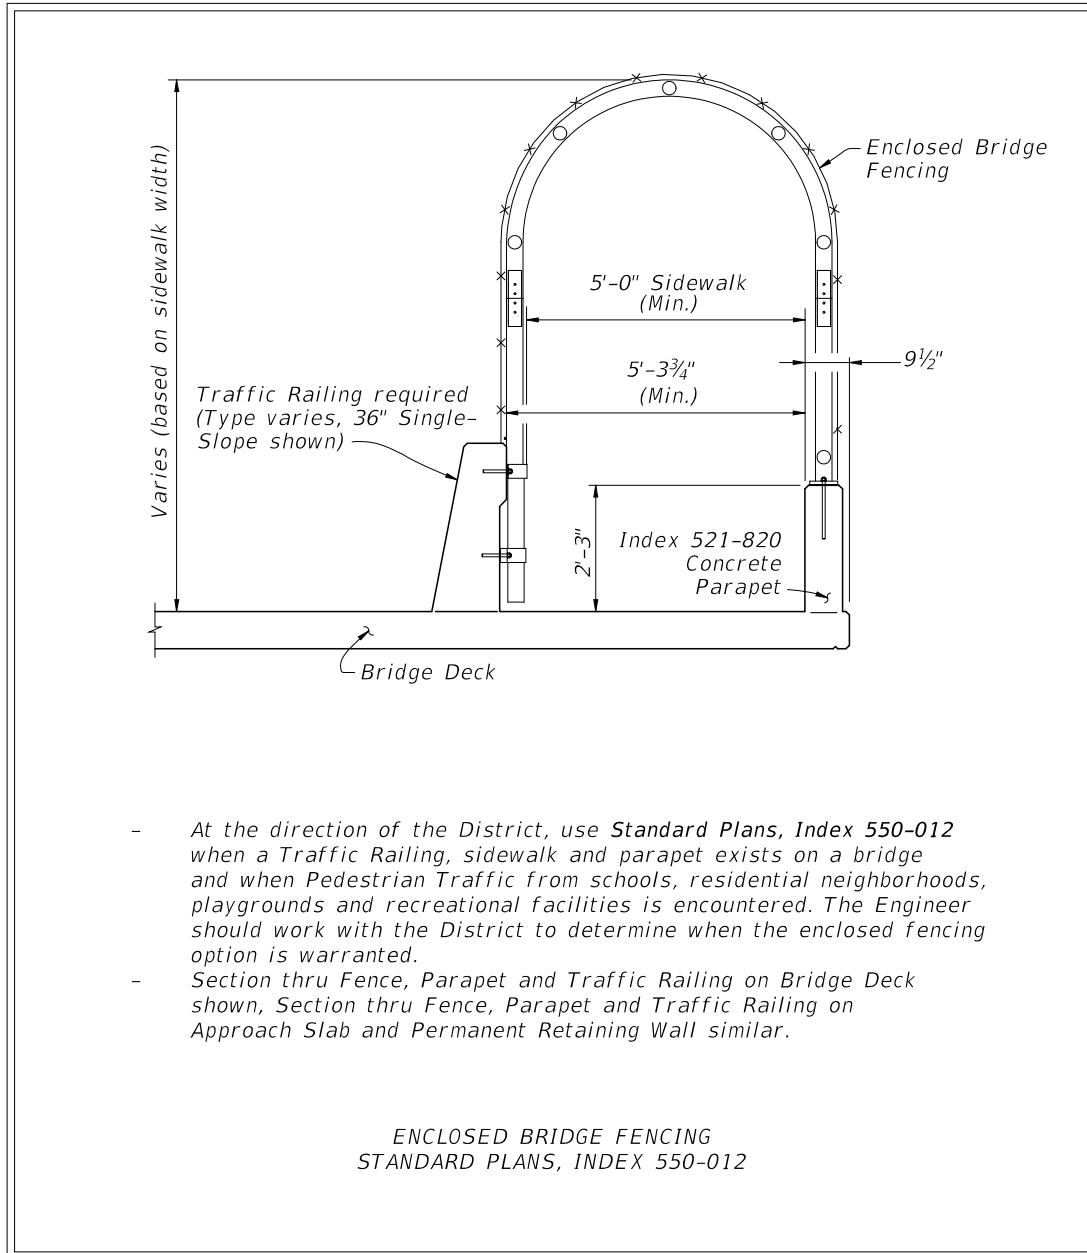 Varies (based on sidewalk width)
Enclosed Bridge
Fencing
5'-0" Sidewalk
(Min.)
5'-3¾"
(Min.)
9½"
Traffic Railing required
(Type varies, 36" Single-
Slope shown)
2'-3"
Index 521-820
Concrete
Parapet
Bridge Deck
- At the direction of the District, use Standard Plans, Index 550-012
when a Traffic Railing, sidewalk and parapet exists on a bridge
and when Pedestrian Traffic from schools, residential neighborhoods,
playgrounds and recreational facilities is encountered. The Engineer
should work with the District to determine when the enclosed fencing
option is warranted.
- Section thru Fence, Parapet and Traffic Railing on Bridge Deck
shown, Section thru Fence, Parapet and Traffic Railing on
Approach Slab and Permanent Retaining Wall similar.
ENCLOSED BRIDGE FENCING
STANDARD PLANS, INDEX 550-012